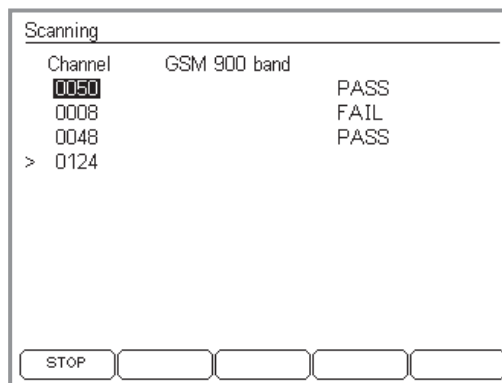 Scanning
Channel GSM 900 band
0050 PASS
0008 FAIL
0048 PASS
> 0124
STOP